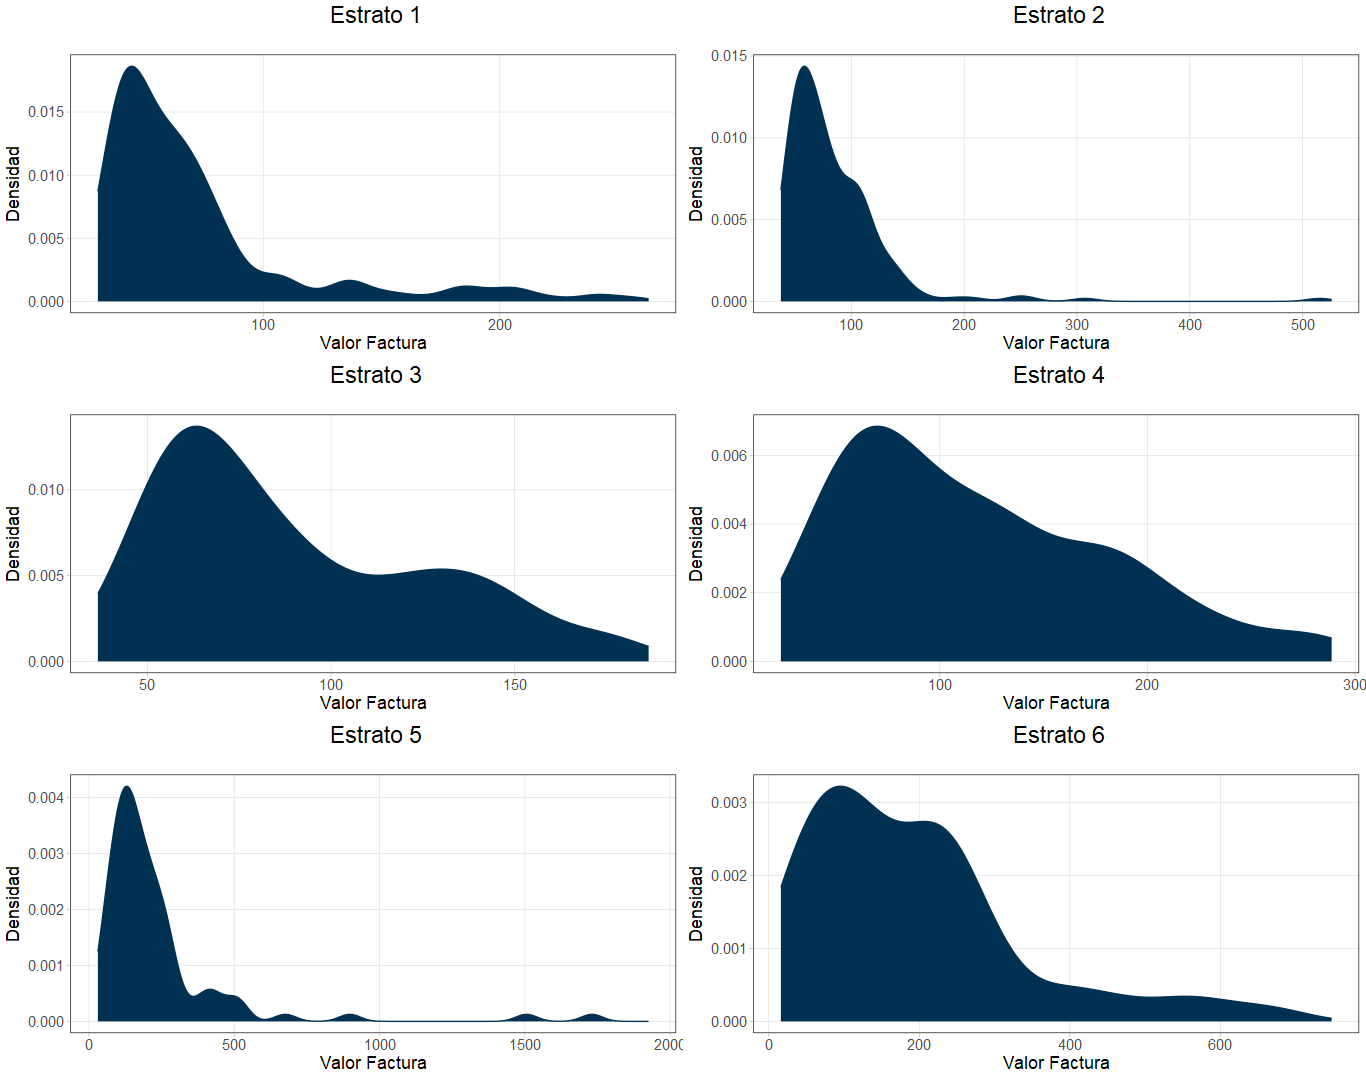 Estrato 1
0.015
0.010
0.005
0.000
Densidad
100 200
Valor Factura
Estrato 2
0.015
0.010
0.005
0.000
Densidad
100 200 300 400 500
Valor Factura
Estrato 3
0.010
0.005
0.000
Densidad
50 100 150
Valor Factura
Estrato 4
0.006
0.004
0.002
0.000
Densidad
100 200 300
Valor Factura
Estrato 5
0.004
0.003
0.002
0.001
0.000
Densidad
0 500 1000 1500 2000
Valor Factura
Estrato 6
0.003
0.002
0.001
0.000
Densidad
0 200 400 600
Valor Factura